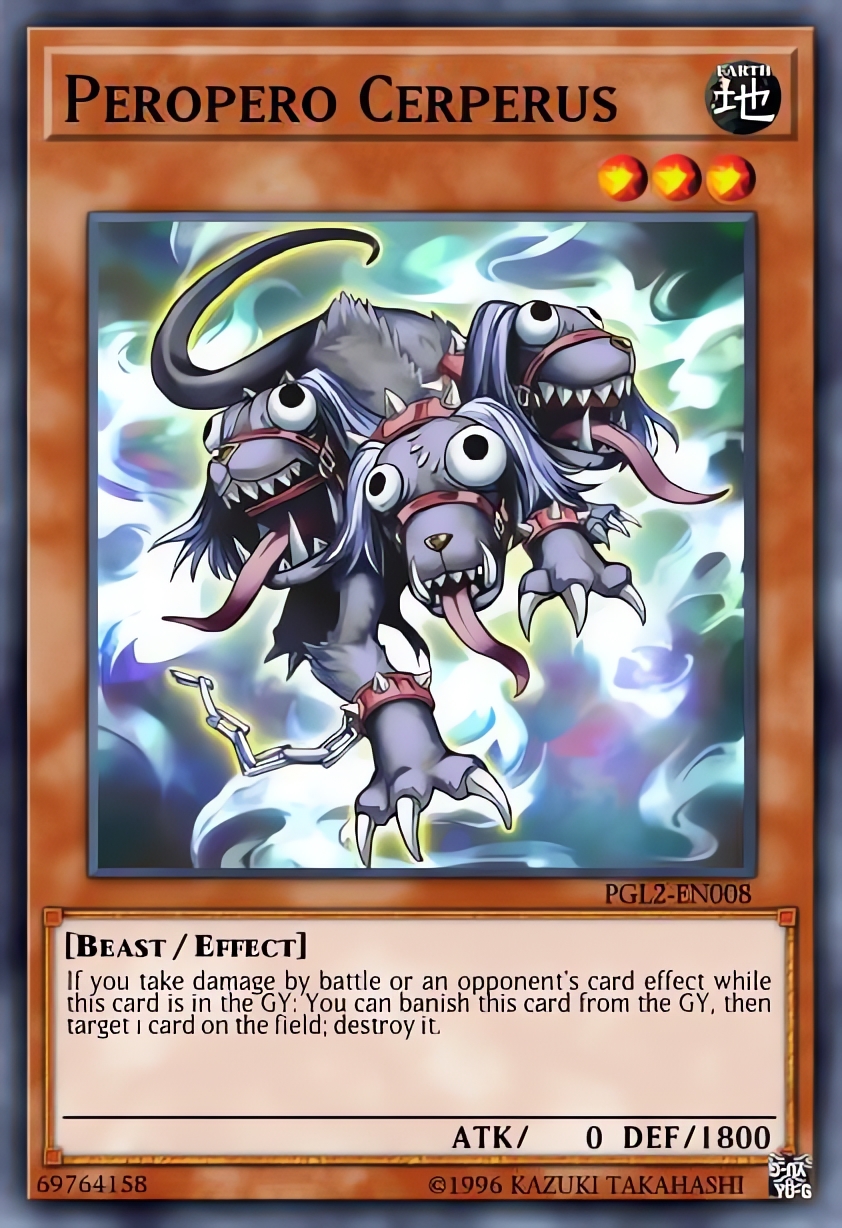 PEROPERO CERPERUS
EARTH
地
PGL2-EN008
[BEAST / EFFECT]
If you take damage by battle or an opponent's card effect while
this card is in the GY: You can banish this card from the GY, then
target 1 card on the field; destroy it.
ATK/ 0 DEF/1800
69764158
©1996 KAZUKI TAKAHASHI